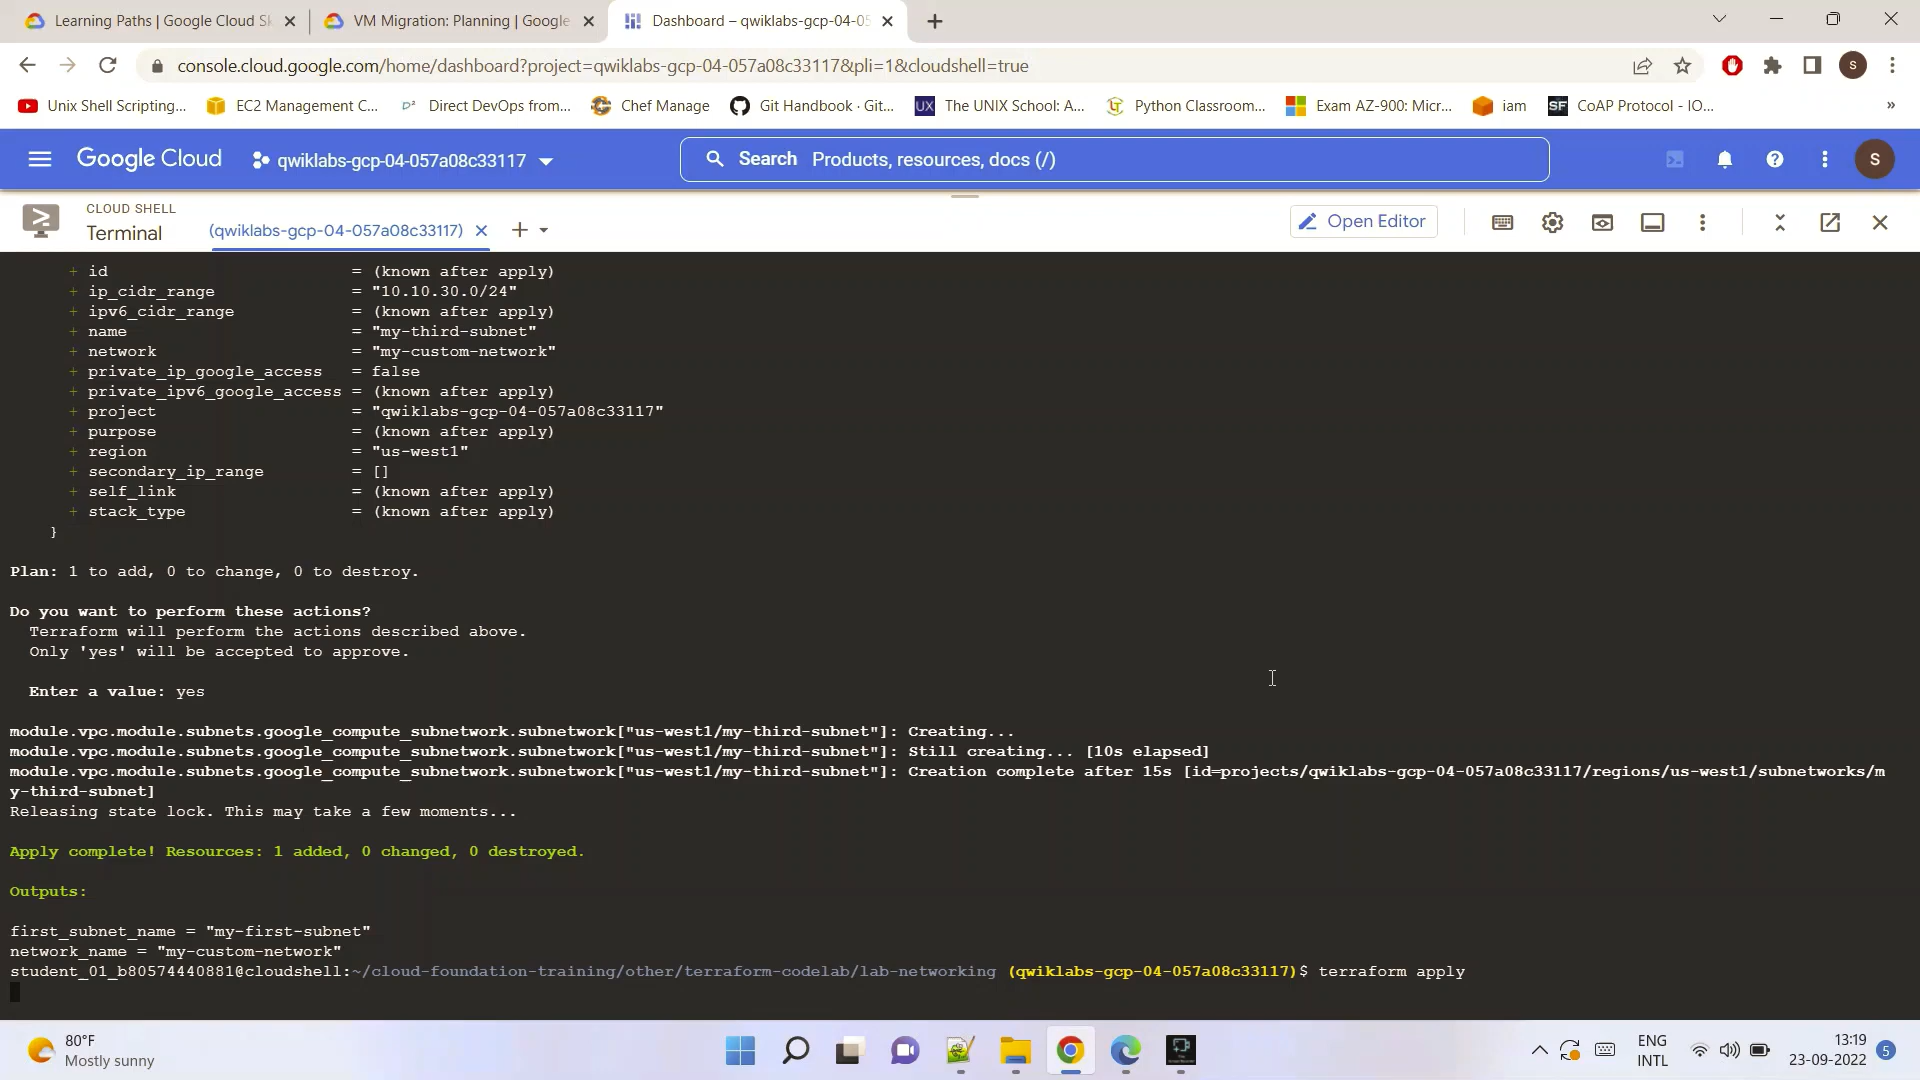 Learning Paths | Google Cloud Sk
VM Migration: Planning | Google
Dashboard – qwiklabs-gcp-04-05
console.cloud.google.com/home/dashboard?project=qwiklabs-gcp-04-057a08c33117&pli=1&cloudshell=true
S
Unix Shell Scripting...
EC2 Management C...
Direct DevOps from...
Chef Manage
Git Handbook · Git...
UX The UNIX School: A...
Python Classroom...
Exam AZ-900: Micr...
iam
SF CoAP Protocol - IO...
»
Google Cloud
qwiklabs-gcp-04-057a08c33117
Search Products, resources, docs (/)
S
CLOUD SHELL
Terminal
(qwiklabs-gcp-04-057a08c33117)
Open Editor
+ id = (known after apply)
+ ip_cidr_range = "10.10.30.0/24"
+ ipv6_cidr_range = (known after apply)
+ name = "my-third-subnet"
+ network = "my-custom-network"
+ private_ip_google_access = false
+ private_ipv6_google_access = (known after apply)
+ project = "qwiklabs-gcp-04-057a08c33117"
+ purpose = (known after apply)
+ region = "us-west1"
+ secondary_ip_range = []
+ self_link = (known after apply)
+ stack_type = (known after apply)
}
Plan: 1 to add, 0 to change, 0 to destroy.
Do you want to perform these actions?
Terraform will perform the actions described above.
Only 'yes' will be accepted to approve.
Enter a value: yes
module.vpc.module.subnets.google_compute_subnetwork.subnetwork["us-west1/my-third-subnet"]: Creating...
module.vpc.module.subnets.google_compute_subnetwork.subnetwork["us-west1/my-third-subnet"]: Still creating... [10s elapsed]
module.vpc.module.subnets.google_compute_subnetwork.subnetwork["us-west1/my-third-subnet"]: Creation complete after 15s [id=projects/qwiklabs-gcp-04-057a08c33117/regions/us-west1/subnetworks/m
y-third-subnet]
Releasing state lock. This may take a few moments...
Apply complete! Resources: 1 added, 0 changed, 0 destroyed.
Outputs:
first_subnet_name = "my-first-subnet"
network_name = "my-custom-network"
student_01_b80574440881@cloudshell:~/cloud-foundation-training/other/terraform-codelab/lab-networking (qwiklabs-gcp-04-057a08c33117)$ terraform apply
80°F
Mostly sunny
ENG
INTL
13:19
23-09-2022
5